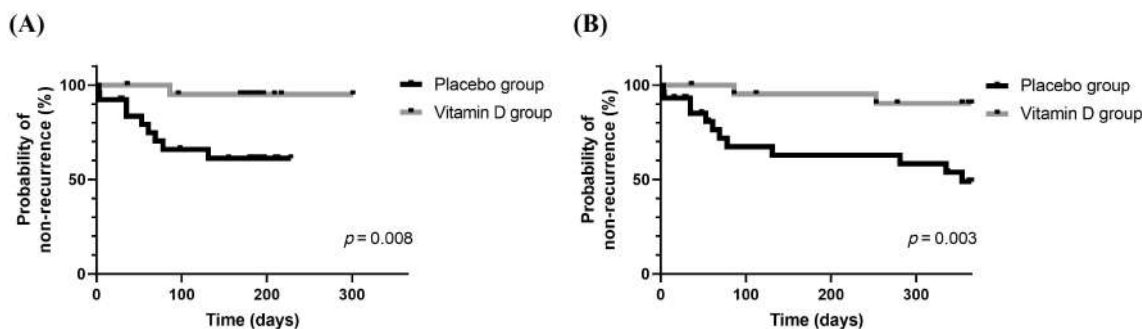 (A)
Probability of
non-recurrence (%)
100
50
0
0 100 200 300
Time (days)
Placebo group
Vitamin D group
p = 0.008
(B)
Probability of
non-recurrence (%)
100
50
0
0 100 200 300
Time (days)
Placebo group
Vitamin D group
p = 0.003